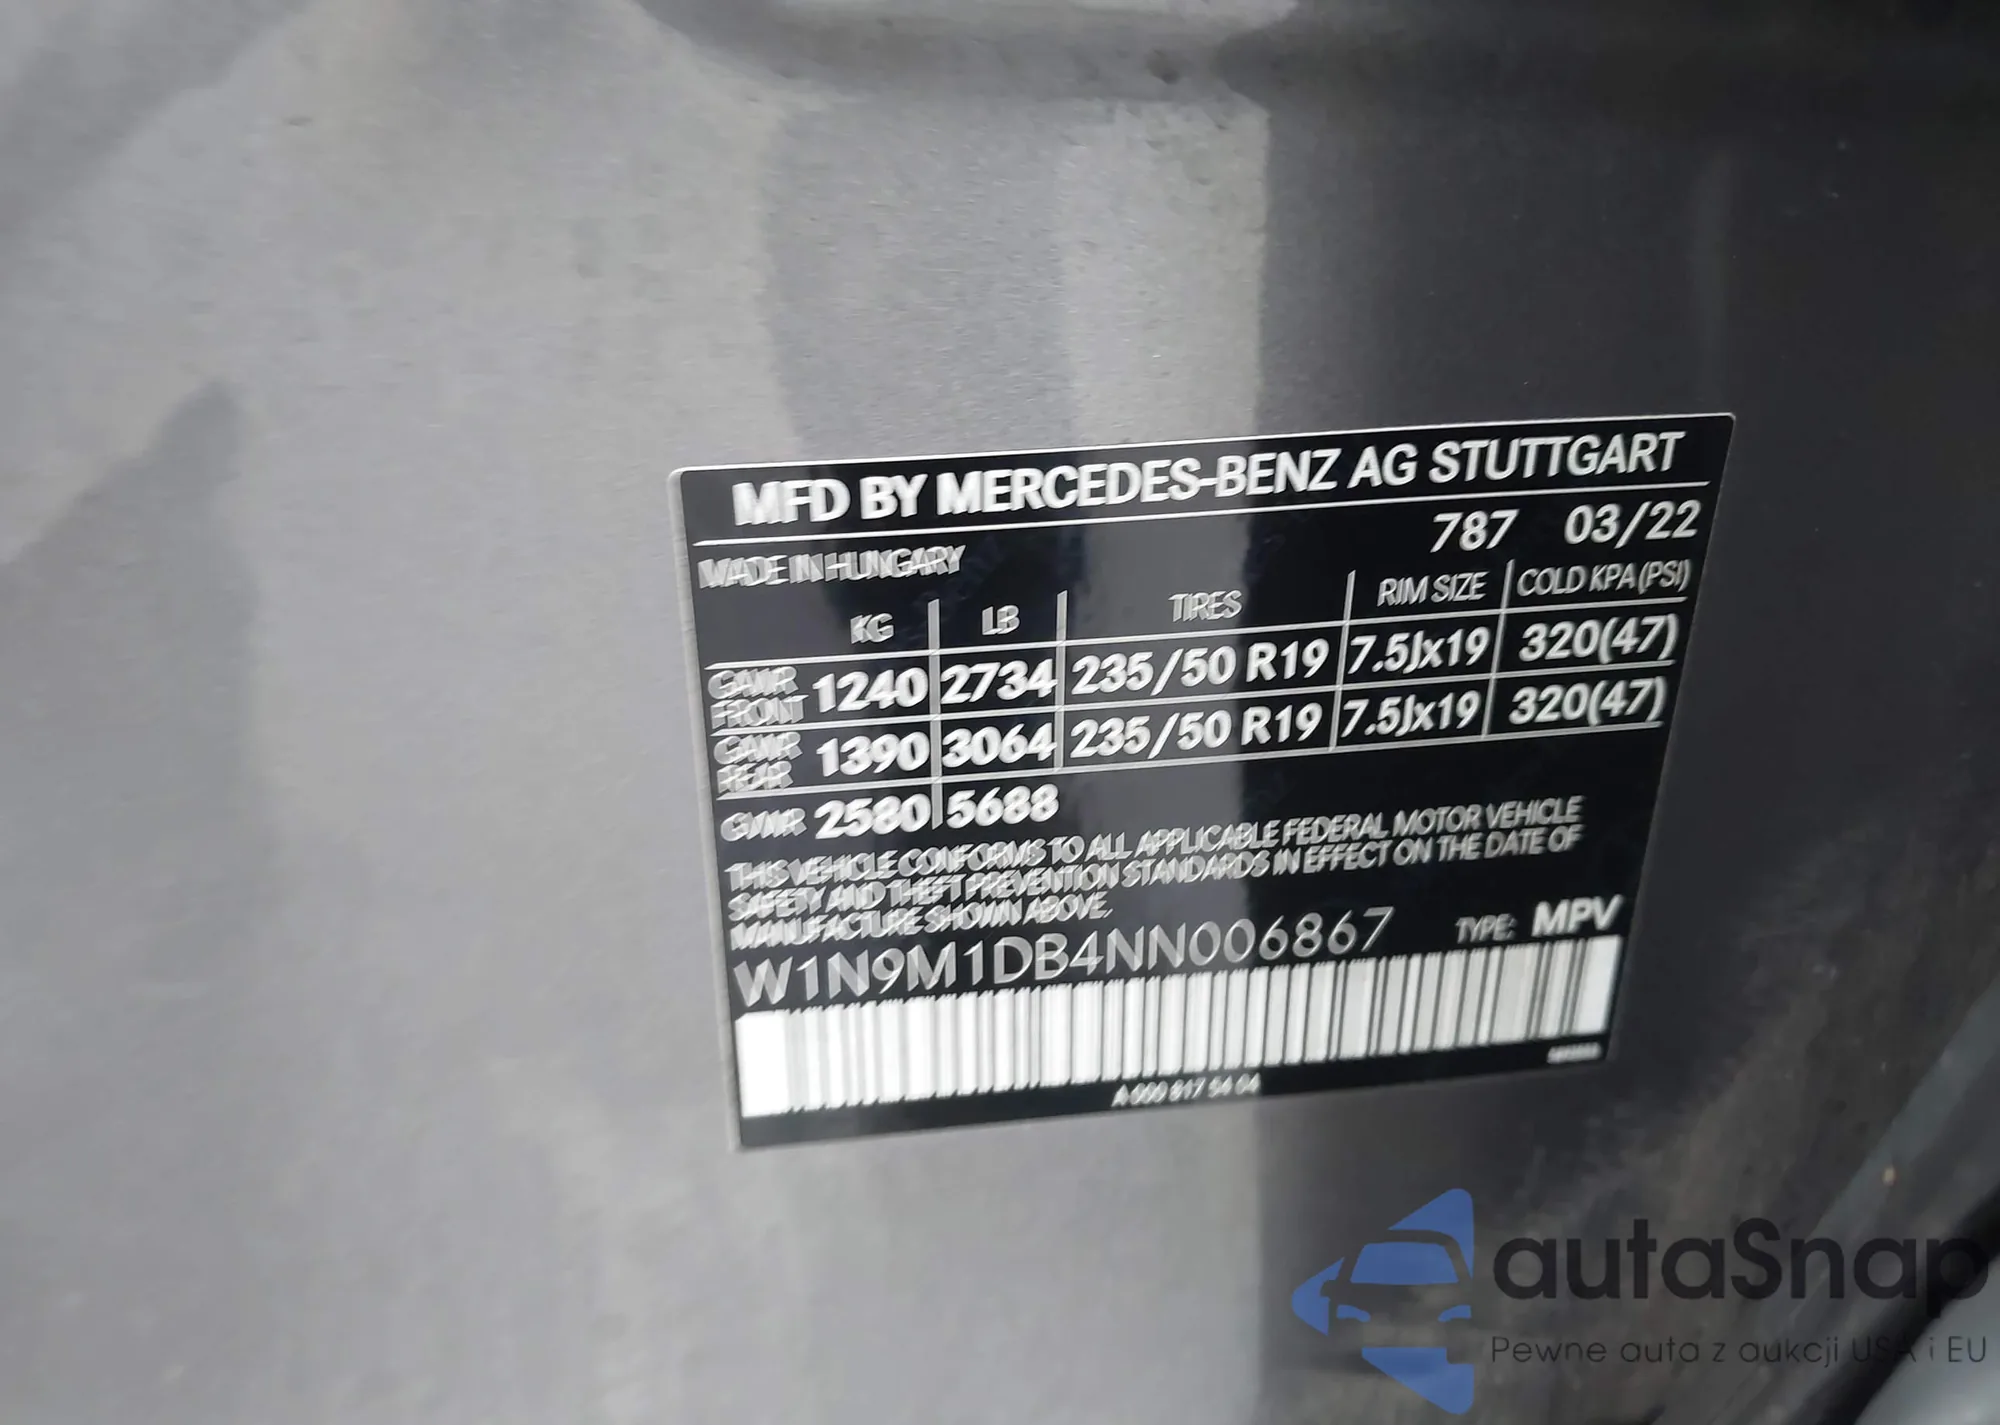 MFD BY MERCEDES-BENZ AG STUTTGART
787 03/22
MADE IN HUNGARY
KG LB TIRES RIM SIZE COLD KPA(PSI)
GAWR FRONT 1240 2734 235/50 R19 7.5Jx19 320(47)
GAWR REAR 1390 3064 235/50 R19 7.5Jx19 320(47)
GVWR 2580 5688
THIS VEHICLE CONFORMS TO ALL APPLICABLE FEDERAL MOTOR VEHICLE
SAFETY AND THEFT PREVENTION STANDARDS IN EFFECT ON THE DATE OF
MANUFACTURE SHOWN ABOVE.
W1N9M1DB4NN006867 TYPE: MPV
A 000 817 54 04
autaSnap
Pewne auta z aukcji USA i EU